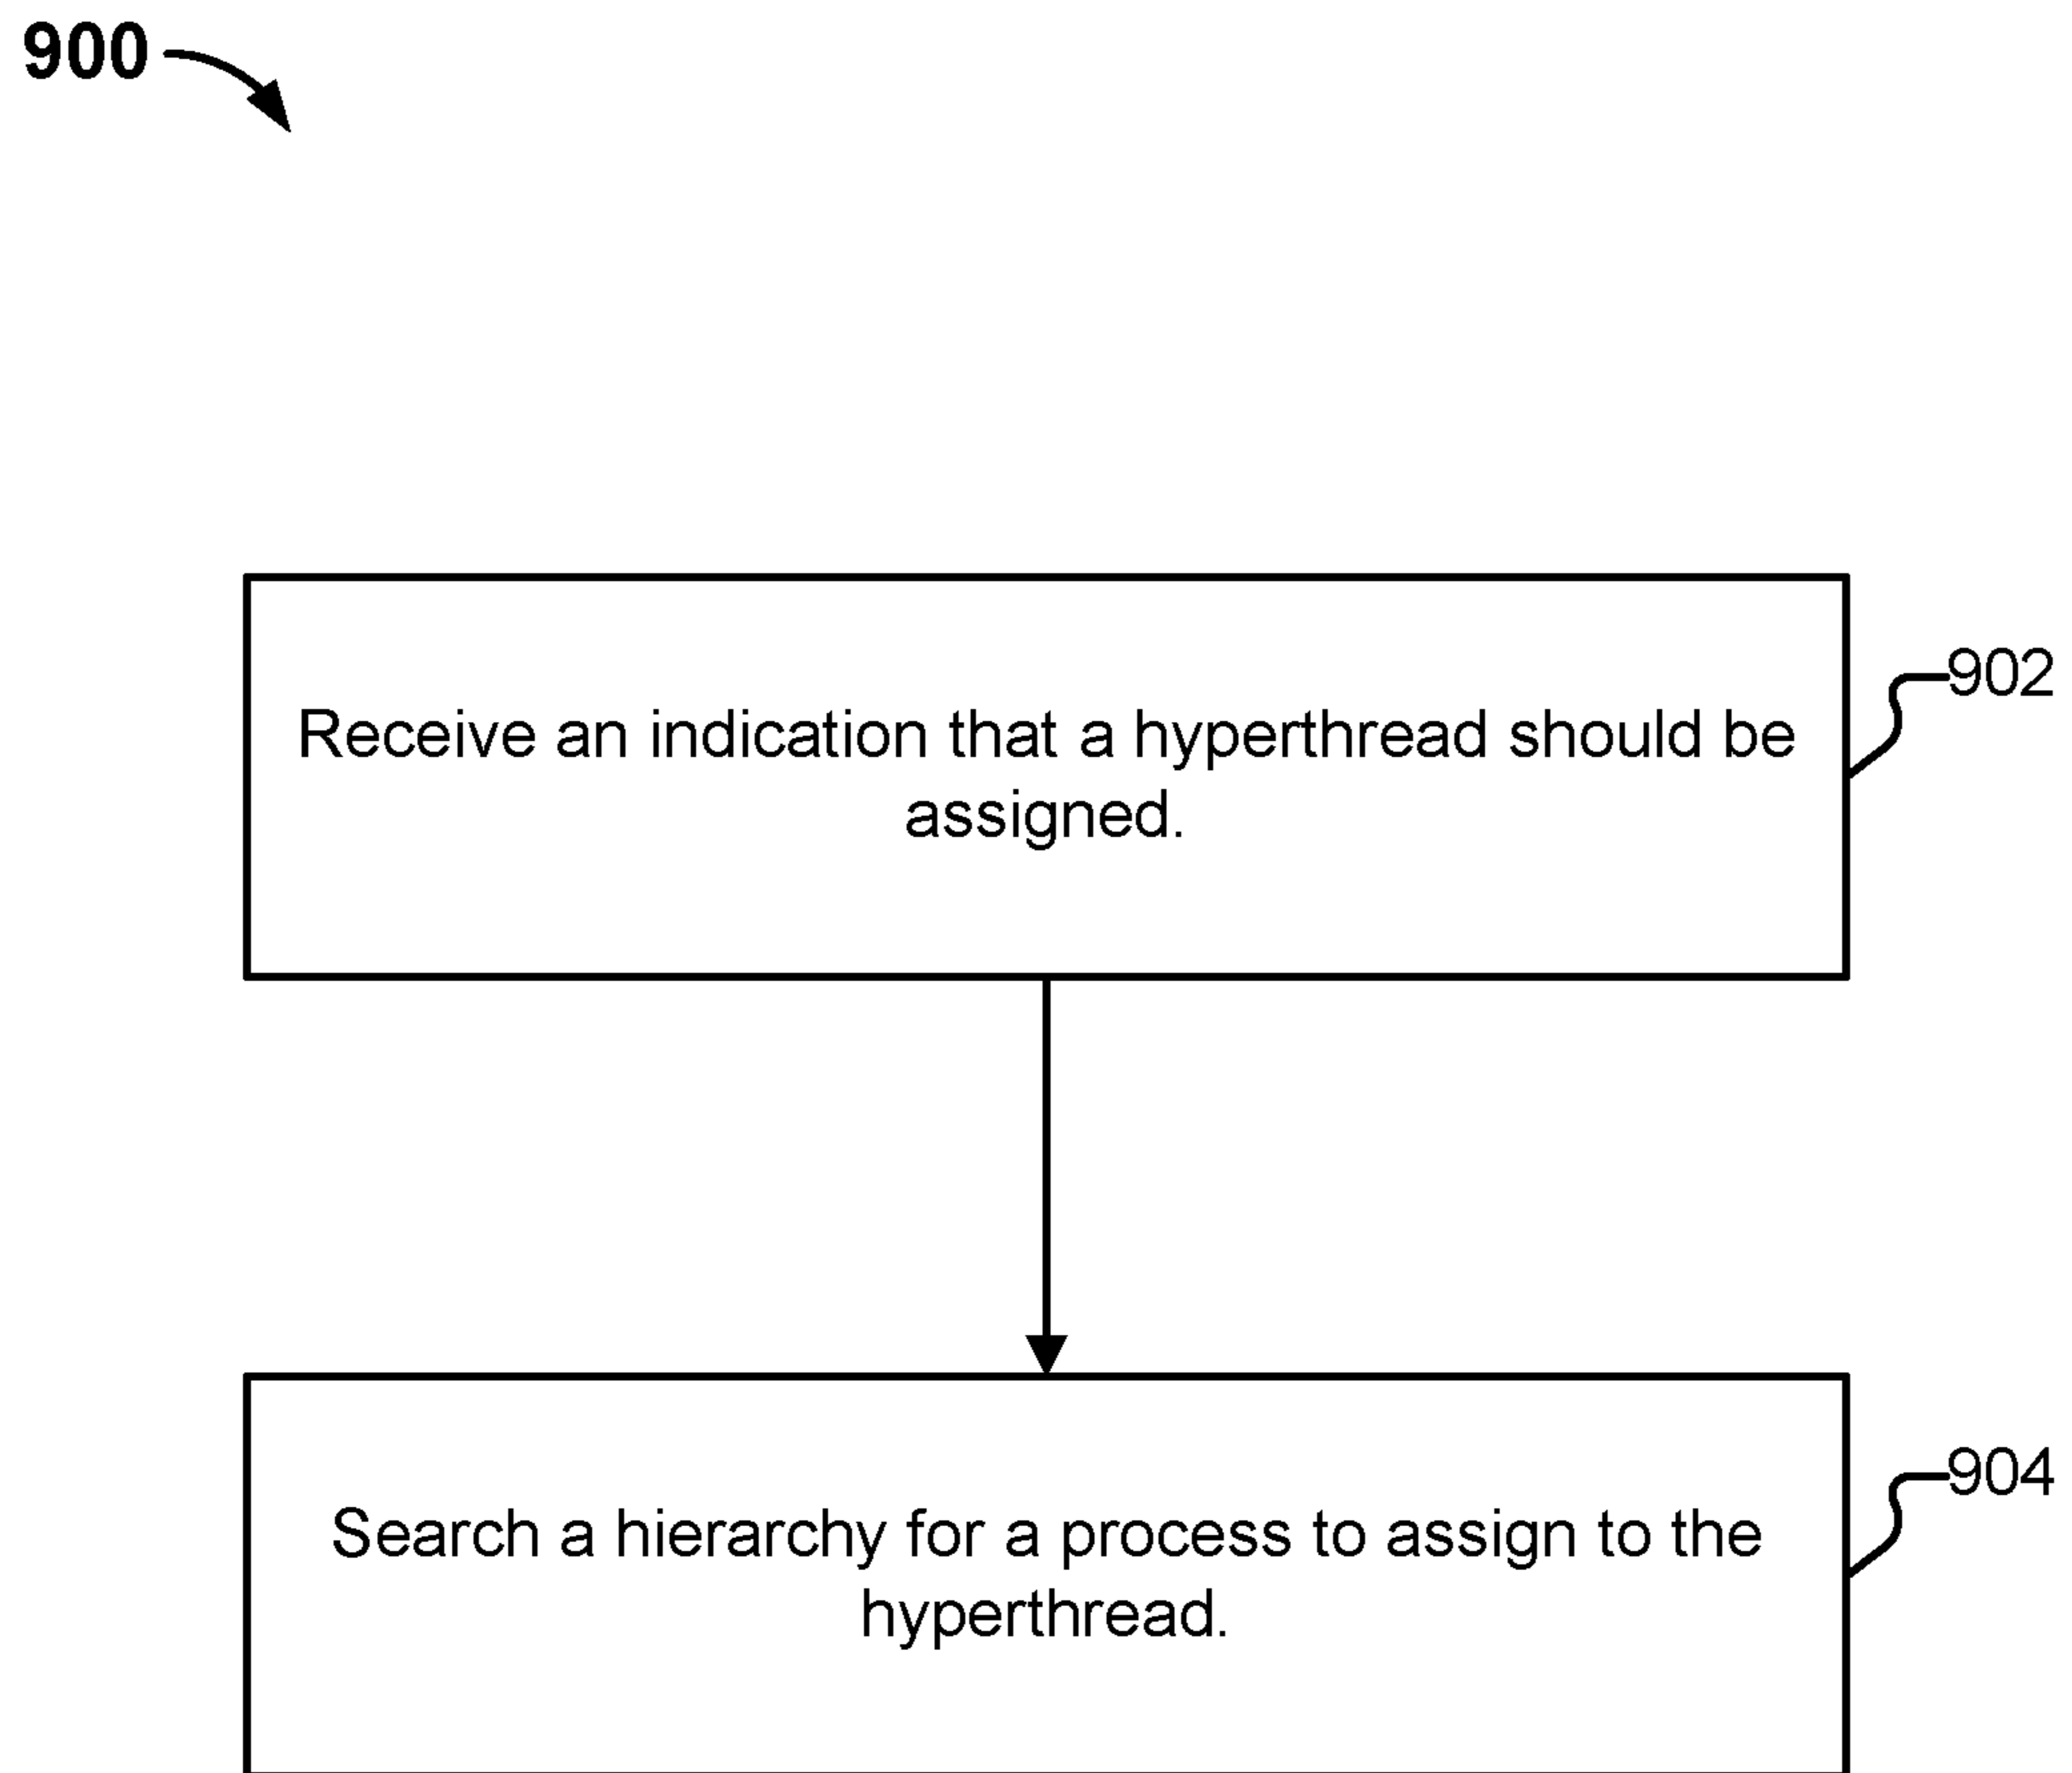 900
Receive an indication that a hyperthread should be
assigned.
902
Search a hierarchy for a process to assign to the
hyperthread.
904